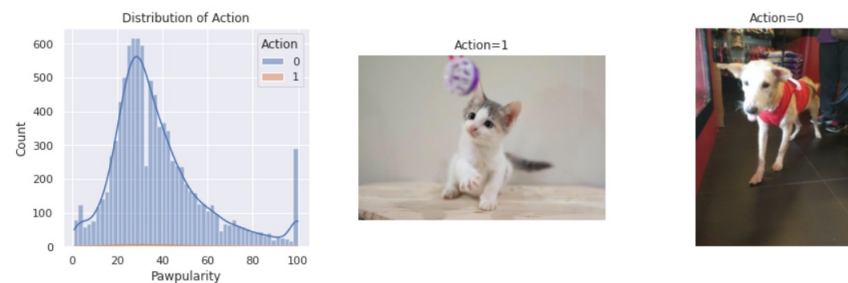 Distribution of Action
600
500
400
300
200
100
0
Count
0 20 40 60 80 100
Pawpularity
Action
0
1
Action=1
Action=0